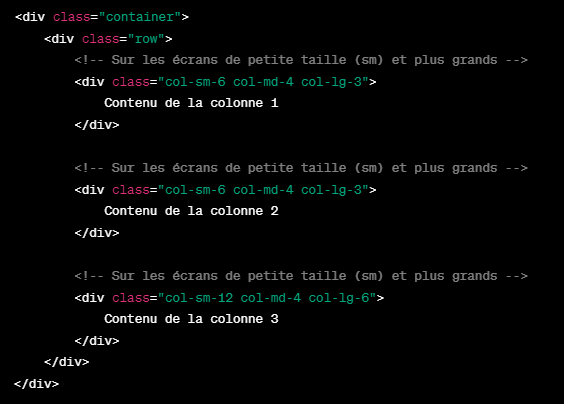 <div class="container">
<div class="row">
<!-- Sur les écrans de petite taille (sm) et plus grands -->
<div class="col-sm-6 col-md-4 col-lg-3">
Contenu de la colonne 1
</div>
<!-- Sur les écrans de petite taille (sm) et plus grands -->
<div class="col-sm-6 col-md-4 col-lg-3">
Contenu de la colonne 2
</div>
<!-- Sur les écrans de petite taille (sm) et plus grands -->
<div class="col-sm-12 col-md-4 col-lg-6">
Contenu de la colonne 3
</div>
</div>
</div>